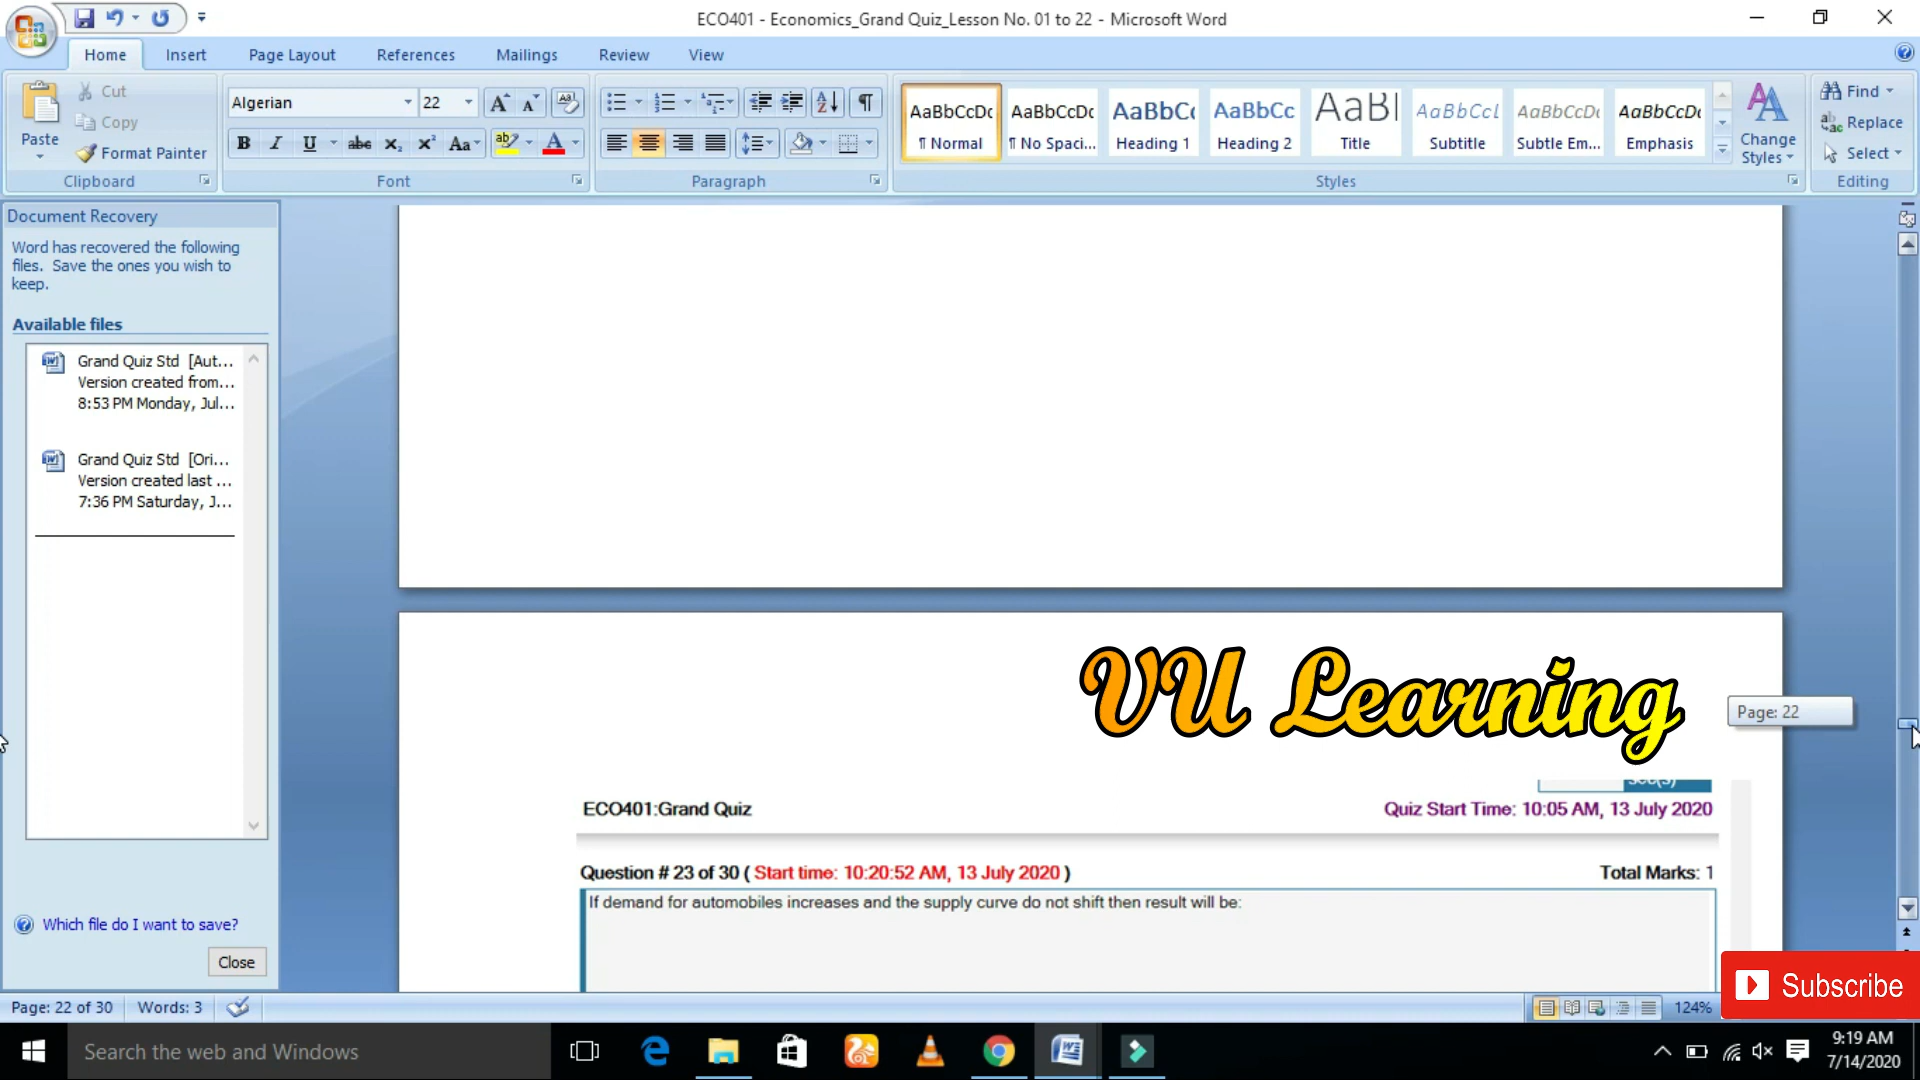 ECO401 - Economics_Grand Quiz_Lesson No. 01 to 22 - Microsoft Word
Home Insert Page Layout References Mailings Review View
Paste
Cut
Copy
Format Painter
Clipboard
Algerian 22
Font
Paragraph
AaBbCcDc AaBbCcDc AaBbCc AaBbCc AaBl AaBbCcL AaBbCcDc AaBbCcDc
¶ Normal ¶ No Spaci... Heading 1 Heading 2 Title Subtitle Subtle Em... Emphasis
Change Styles
Styles
Find
Replace
Select
Editing
Document Recovery
Word has recovered the following
files. Save the ones you wish to
keep.
Available files
Grand Quiz Std [Aut...
Version created from...
8:53 PM Monday, Jul...
Grand Quiz Std [Ori...
Version created last ...
7:36 PM Saturday, J...
Which file do I want to save?
Close
VU Learning
Page: 22
sec(s)
ECO401:Grand Quiz
Quiz Start Time: 10:05 AM, 13 July 2020
Question # 23 of 30 ( Start time: 10:20:52 AM, 13 July 2020 )
Total Marks: 1
If demand for automobiles increases and the supply curve do not shift then result will be:
Subscribe
Page: 22 of 30 Words: 3
124%
Search the web and Windows
9:19 AM
7/14/2020